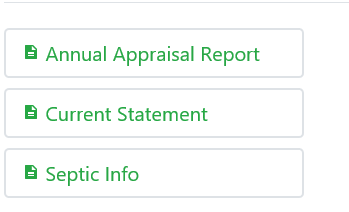 Annual Appraisal Report
Current Statement
Septic Info